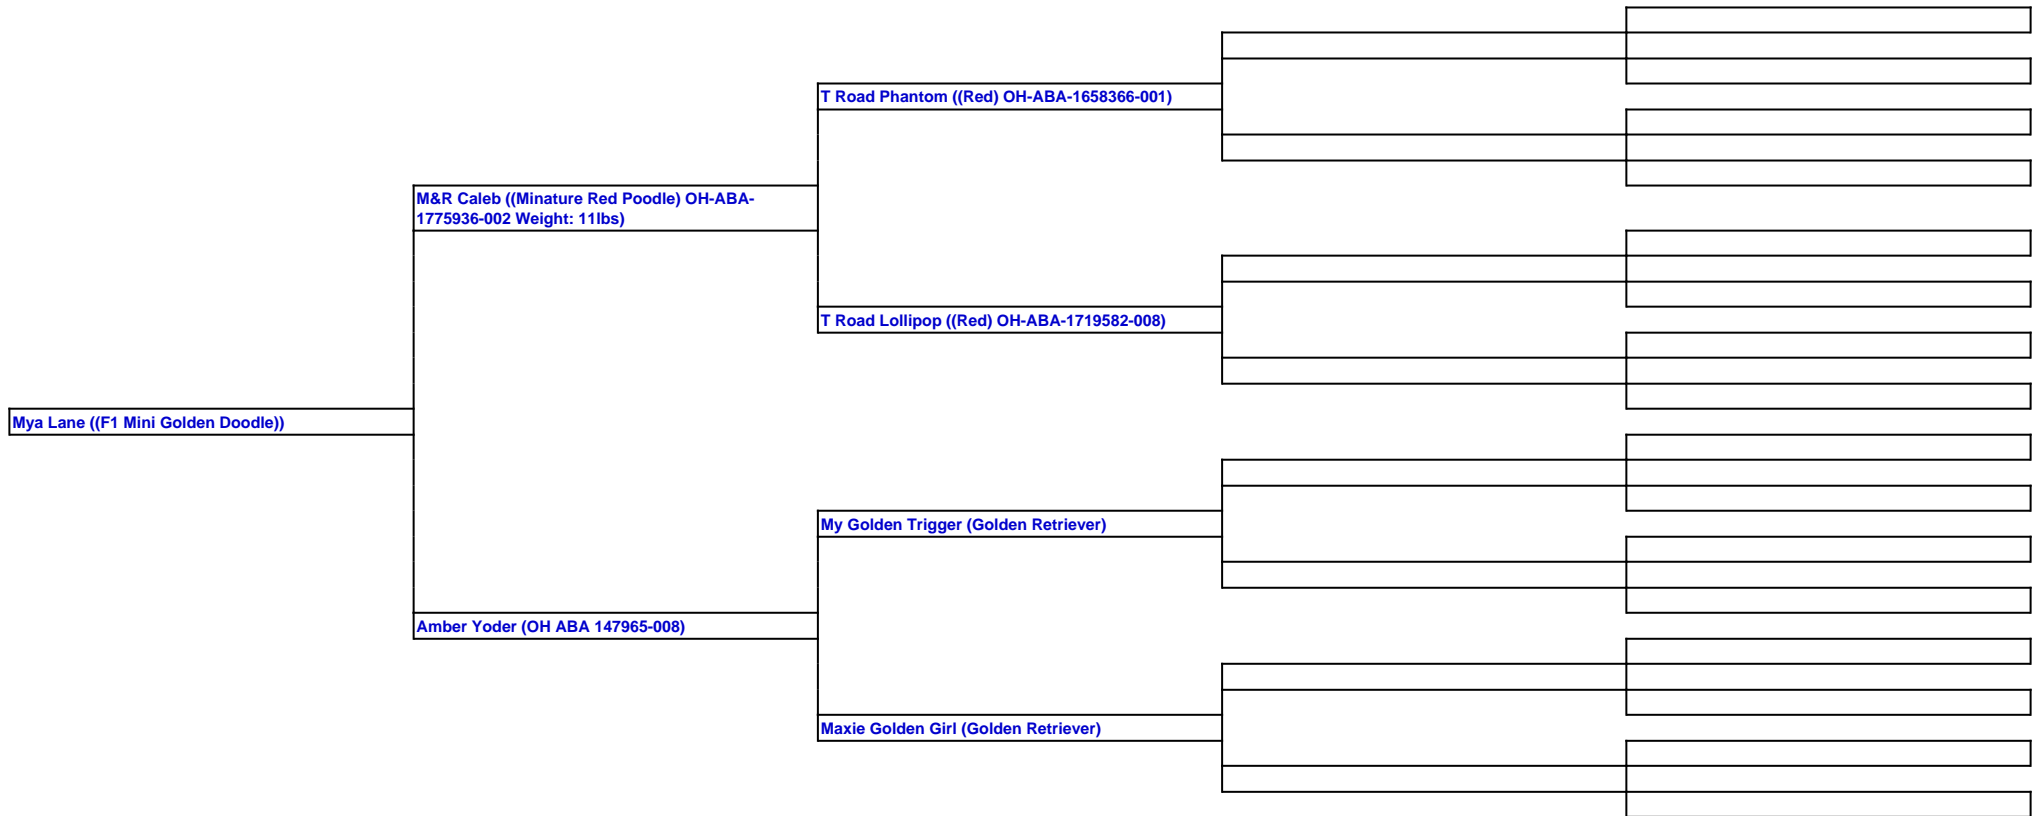 T Road Phantom ((Red) OH-ABA-1658366-001)
M&R Caleb ((Minature Red Poodle) OH-ABA-
1775936-002 Weight: 11lbs)
T Road Lollipop ((Red) OH-ABA-1719582-008)
Mya Lane ((F1 Mini Golden Doodle))
My Golden Trigger (Golden Retriever)
Amber Yoder (OH ABA 147965-008)
Maxie Golden Girl (Golden Retriever)